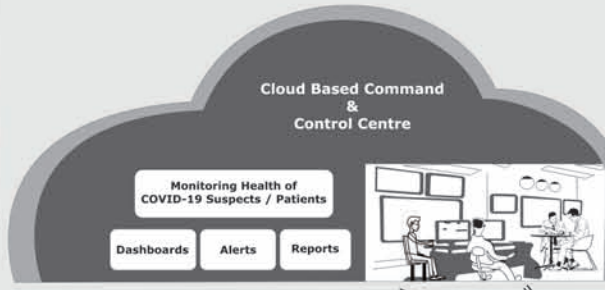 Cloud Based Command
&
Control Centre
Monitoring Health of
COVID-19 Suspects / Patients
Dashboards
Alerts
Reports